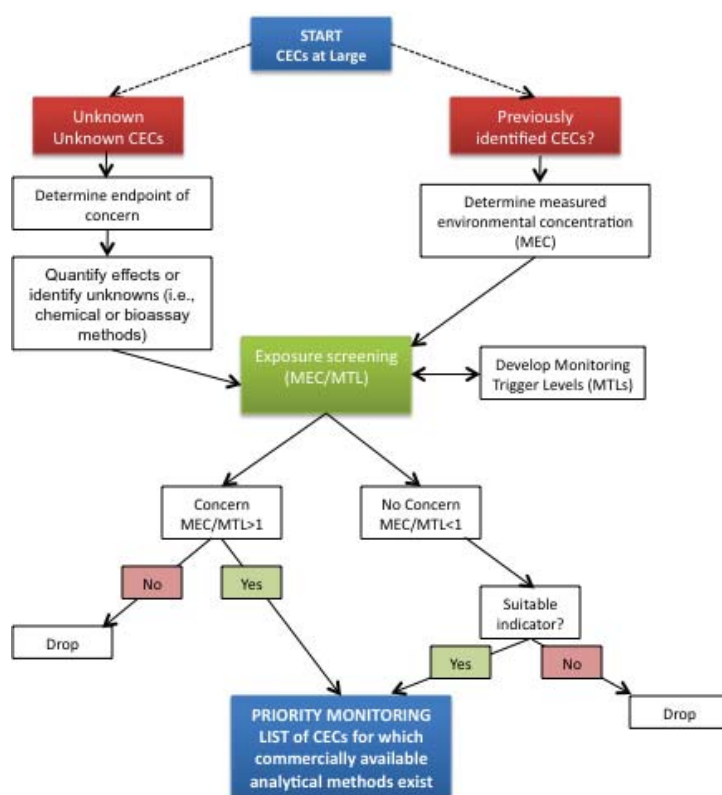 START
CECs at Large
Unknown
Unknown CECs
Previously
identified CECs?
Determine endpoint of
concern
Determine measured
environmental concentration
(MEC)
Quantify effects or
identify unknowns (i.e.,
chemical or bioassay
methods)
Exposure screening
(MEC/MTL)
Develop Monitoring
Trigger Levels (MTLs)
Concern
MEC/MTL>1
No Concern
MEC/MTL<1
No
Yes
Drop
Suitable
indicator?
Yes
No
Drop
PRIORITY MONITORING
LIST of CECs for which
commercially available
analytical methods exist